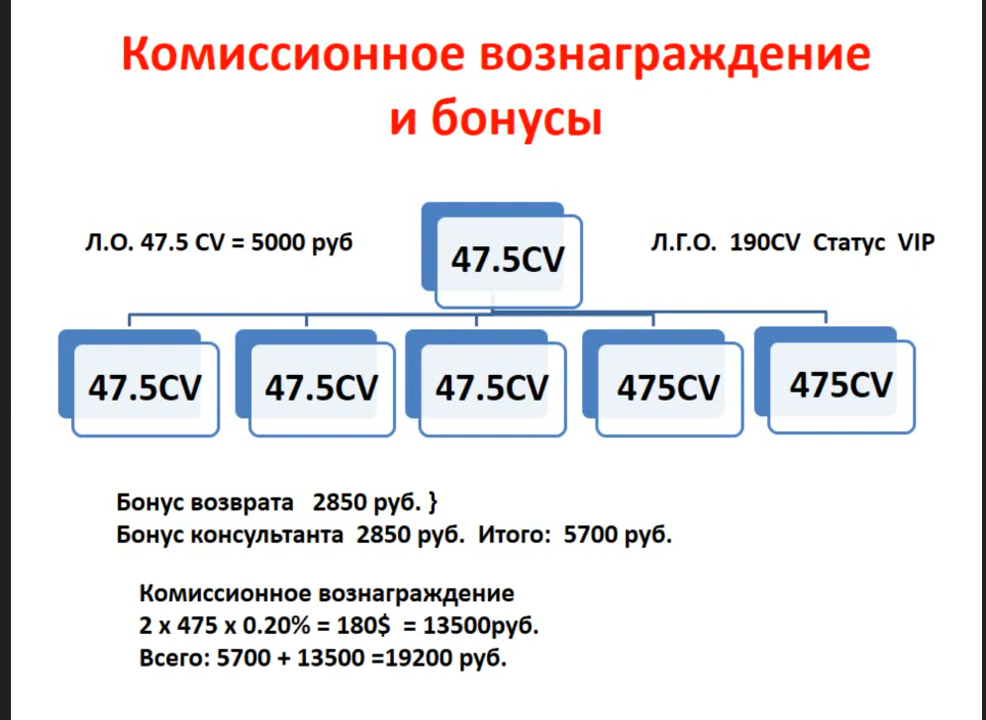 Комиссионное вознаграждение
и бонусы
Л.О. 47.5 CV = 5000 руб
47.5CV
Л.Г.О. 190CV Статус VIP
47.5CV
47.5CV
47.5CV
475CV
475CV
Бонус возврата 2850 руб. }
Бонус консультанта 2850 руб. Итого: 5700 руб.
Комиссионное вознаграждение
2 х 475 х 0.20% = 180$ = 13500руб.
Всего: 5700 + 13500 =19200 руб.